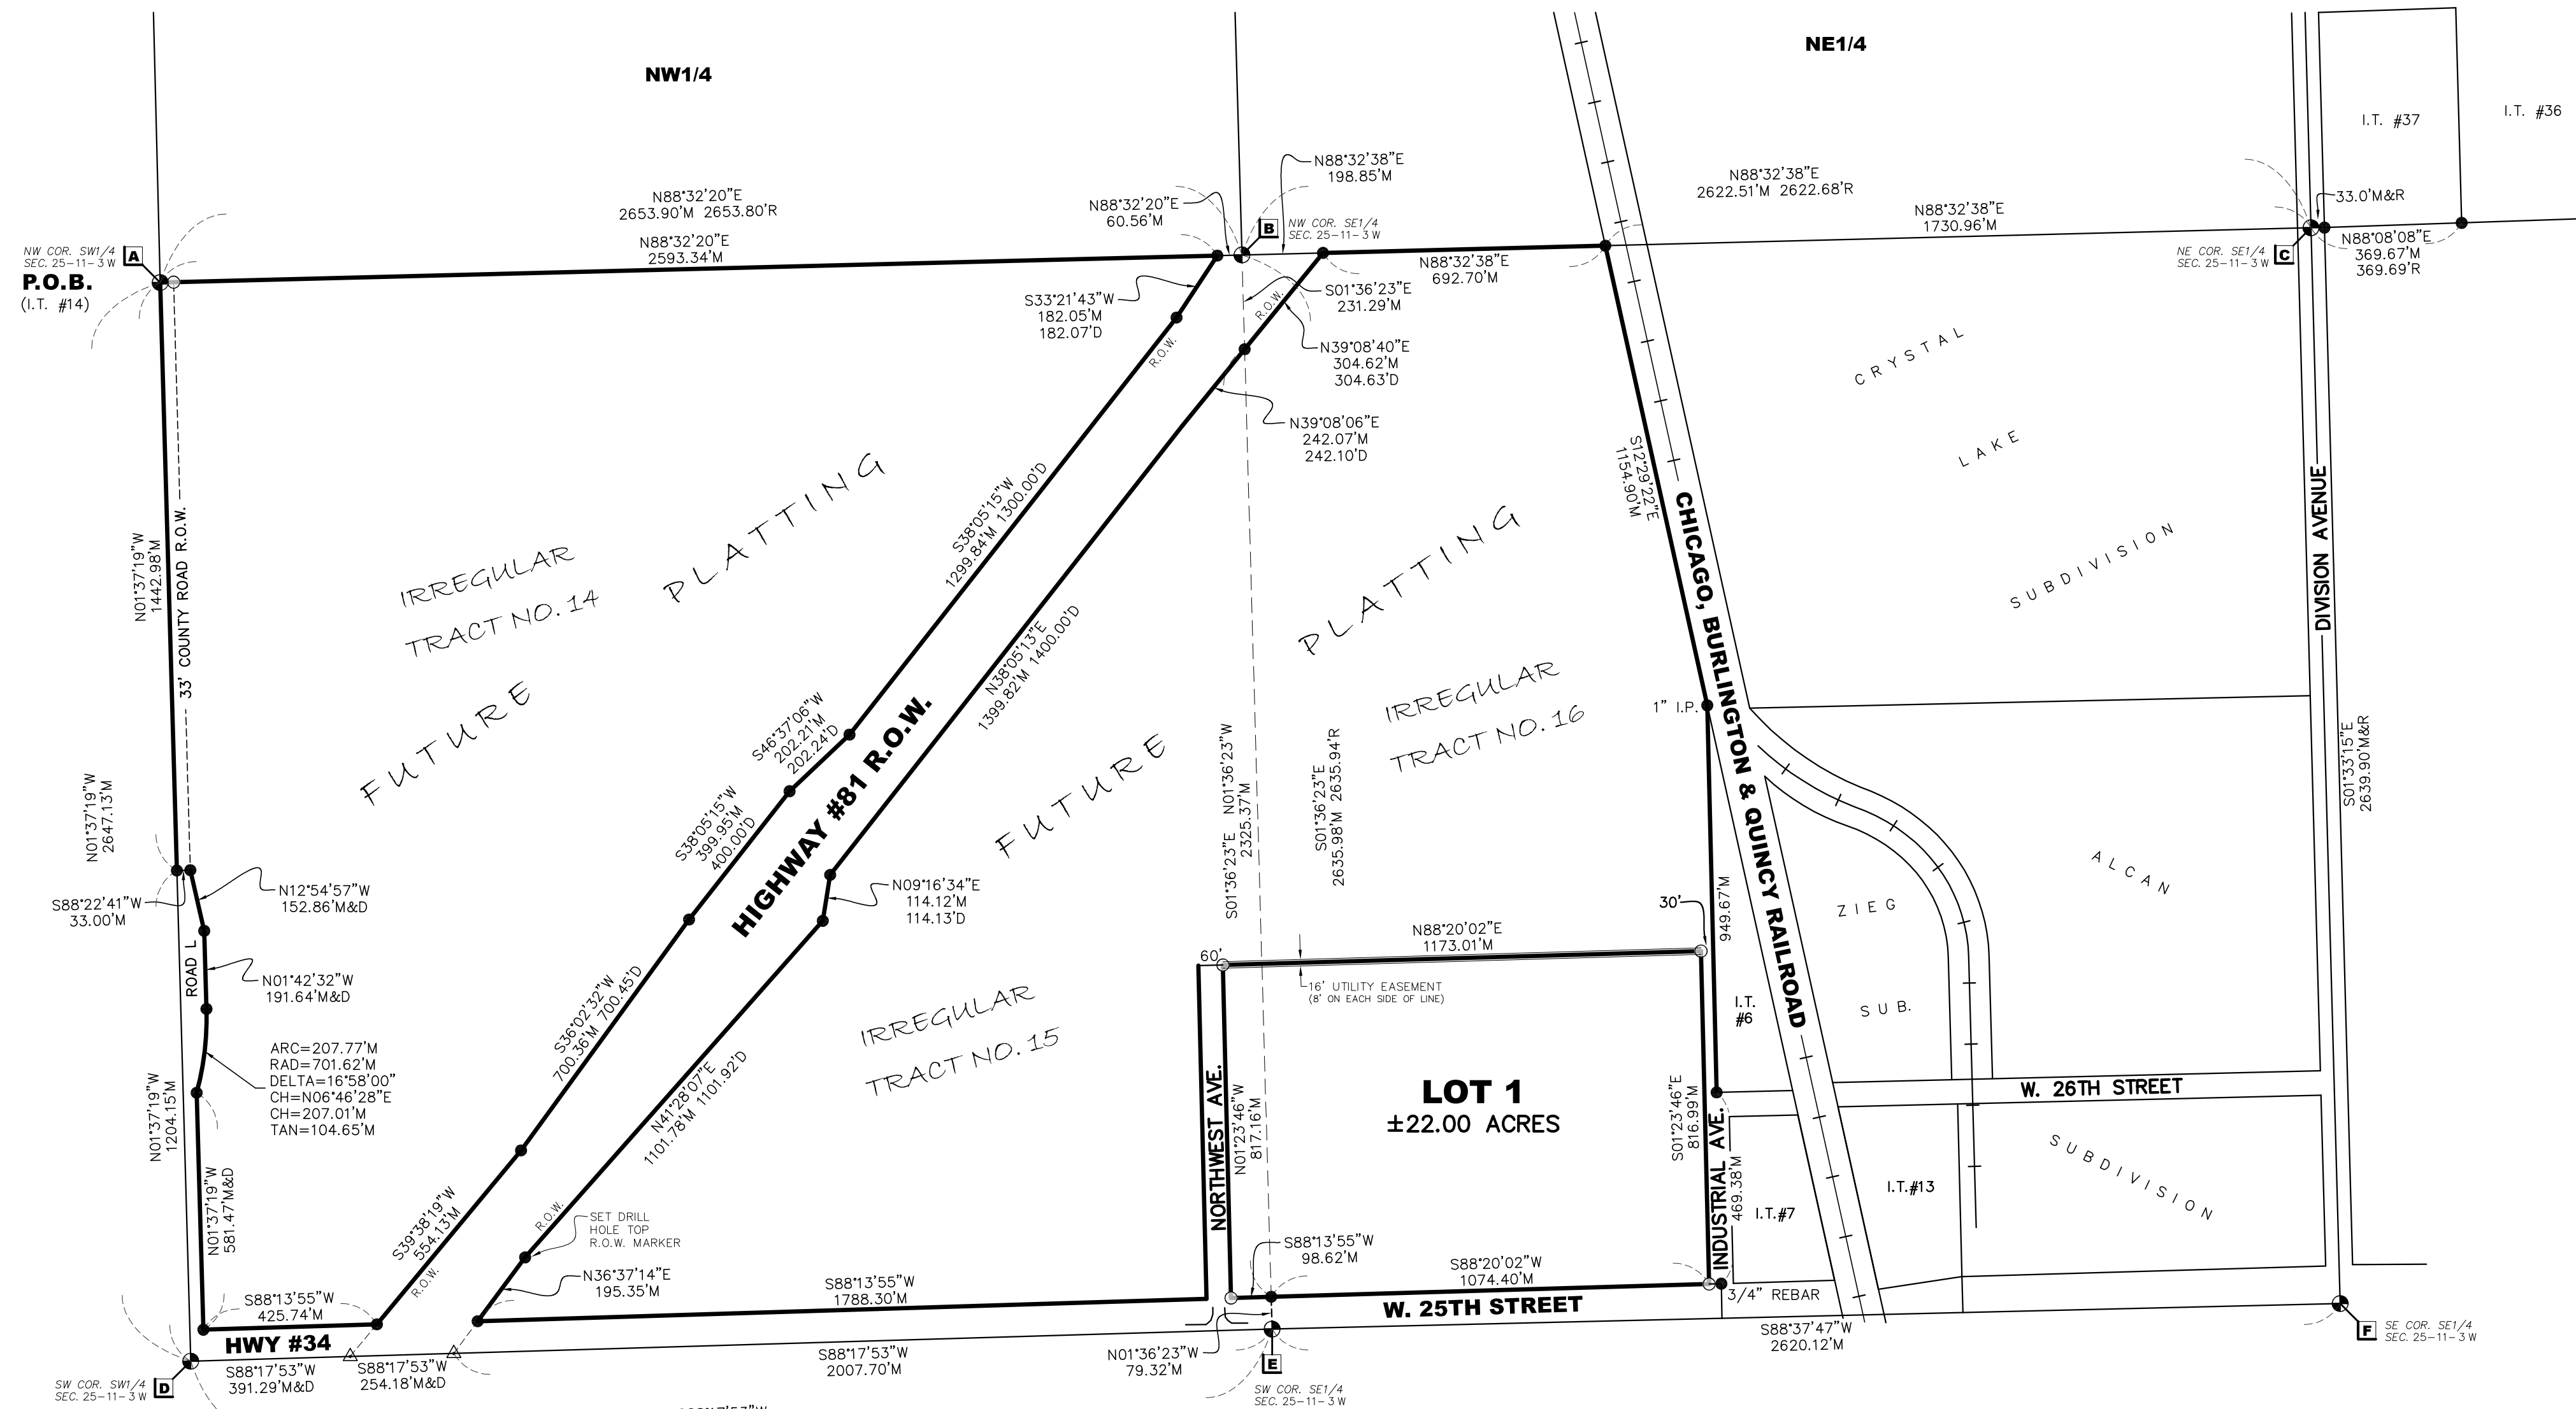 NW1/4
NE1/4
I.T. #37
I.T. #36
N88°32'20"E
2653.90'M 2653.80'R
N88°32'20"E
2593.34'M
N88°32'20"E
60.56'M
N88°32'38"E
198.85'M
B
NW COR. SE1/4
SEC. 25-11-3 W
N88°32'38"E
2622.51'M 2622.68'R
N88°32'38"E
1730.96'M
N88°32'38"E
692.70'M
33.0'M&R
NE COR. SE1/4
SEC. 25-11-3 W
C
N88°08'08"E
369.67'M
369.69'R
NW COR. SW1/4
SEC. 25-11-3 W
A
P.O.B.
(I.T. #14)
S33°21'43"W
182.05'M
182.07'D
R.O.W.
R.O.W.
S01°36'23"E
231.29'M
N39°08'40"E
304.62'M
304.63'D
N39°08'06"E
242.07'M
242.10'D
CRYSTAL
LAKE
SUBDIVISION
DIVISION AVENUE
S01°33'15"E
2639.90'M&R
S12°29'22"E
1154.90'M
CHICAGO, BURLINGTON & QUINCY RAILROAD
1" I.P.
N01°37'19"W
1442.98'M
33' COUNTY ROAD R.O.W.
IRREGULAR
TRACT NO. 14
FUTURE PLATTING
S38°05'15"W
1299.84'M 1300.00'D
N38°05'13"E
1399.82'M 1400.00'D
S46°37'06"W
202.21'M
202.24'D
S38°05'15"W
399.95'M
400.00'D
HIGHWAY #81 R.O.W.
N09°16'34"E
114.12'M
114.13'D
FUTURE PLATTING
IRREGULAR
TRACT NO. 16
S01°36'23"E N01°36'23"W
2325.37'M
S01°36'23"E
2635.98'M 2635.94'R
N01°37'19"W
2647.13'M
S88°22'41"W
33.00'M
N12°54'57"W
152.86'M&D
ROAD L
N01°42'32"W
191.64'M&D
ARC=207.77'M
RAD=701.62'M
DELTA=16°58'00"
CH=N06°46'28"E
CH=207.01'M
TAN=104.65'M
N01°37'19"W
1204.15'M
N01°37'19"W
581.47'M&D
S36°02'32"W
700.36'M 700.45'D
N41°28'07"E
1101.78'M 1101.92'D
IRREGULAR
TRACT NO. 15
60'
N88°20'02"E
1173.01'M
30'
949.67'M
16' UTILITY EASEMENT
(8' ON EACH SIDE OF LINE)
I.T.
#6
ZIEG
SUB.
ALCAN
SUBDIVISION
NORTHWEST AVE.
N01°23'46"W
817.16'M
LOT 1
±22.00 ACRES
S01°23'46"E
816.99'M
INDUSTRIAL AVE.
469.38'M
W. 26TH STREET
I.T.#7
I.T.#13
S39°38'19"W
554.13'M
R.O.W.
R.O.W.
SET DRILL
HOLE TOP
R.O.W. MARKER
N36°37'14"E
195.35'M
S88°13'55"W
1788.30'M
S88°13'55"W
98.62'M
S88°20'02"W
1074.40'M
3/4" REBAR
W. 25TH STREET
S88°13'55"W
425.74'M
HWY #34
S88°17'53"W
391.29'M&D
S88°17'53"W
254.18'M&D
S88°17'53"W
2007.70'M
N01°36'23"W
79.32'M
S88°37'47"W
2620.12'M
SW COR. SW1/4
SEC. 25-11-3 W
D
E
SW COR. SE1/4
SEC. 25-11-3 W
F
SE COR. SE1/4
SEC. 25-11-3 W